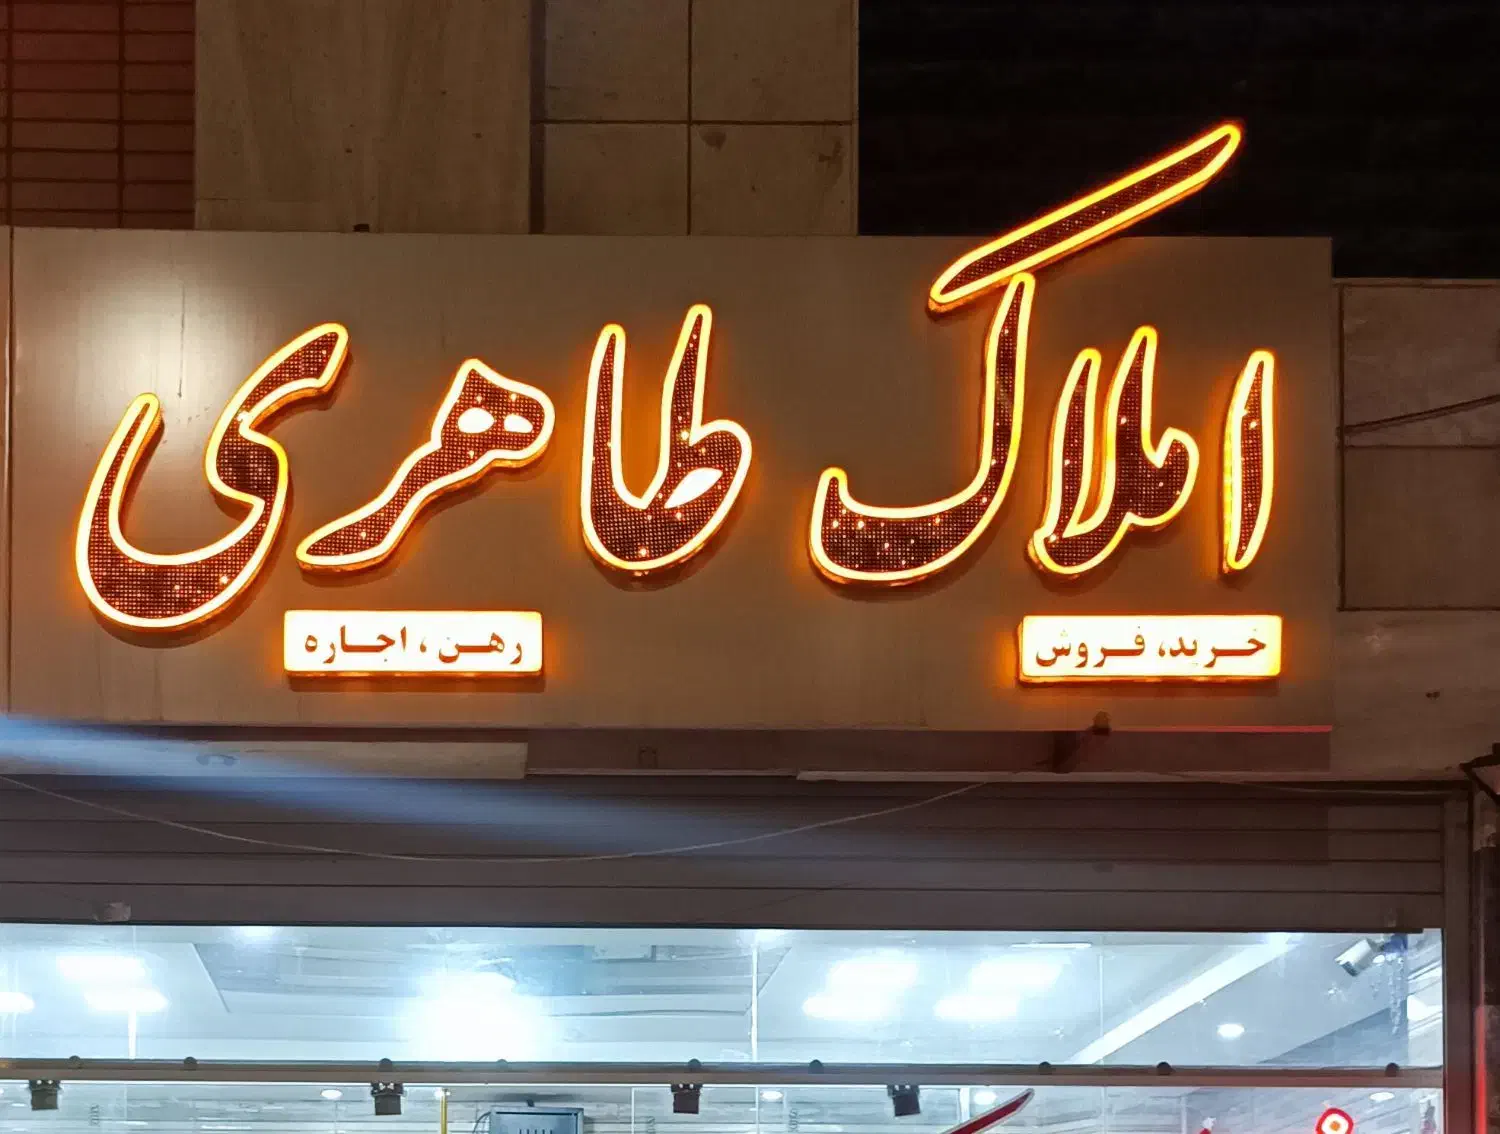 املاک طاهری
خرید، فروش
رهن، اجاره